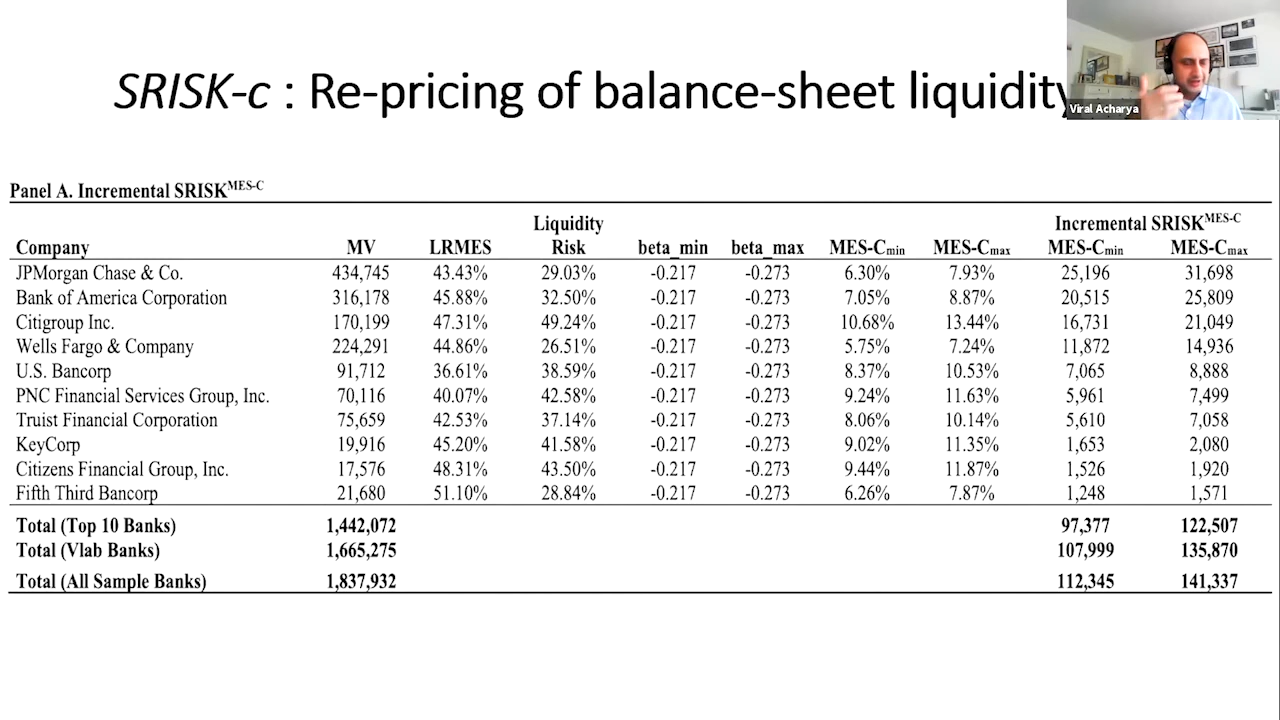 SRISK-c : Re-pricing of balance-sheet liquidity
Viral Acharya
Panel A. Incremental SRISK^MES-C
Liquidity Incremental SRISK^MES-C
Company MV LRMES Risk beta_min beta_max MES-Cmin MES-Cmax MES-Cmin MES-Cmax
JPMorgan Chase & Co. 434,745 43.43% 29.03% -0.217 -0.273 6.30% 7.93% 25,196 31,698
Bank of America Corporation 316,178 45.88% 32.50% -0.217 -0.273 7.05% 8.87% 20,515 25,809
Citigroup Inc. 170,199 47.31% 49.24% -0.217 -0.273 10.68% 13.44% 16,731 21,049
Wells Fargo & Company 224,291 44.86% 26.51% -0.217 -0.273 5.75% 7.24% 11,872 14,936
U.S. Bancorp 91,712 36.61% 38.59% -0.217 -0.273 8.37% 10.53% 7,065 8,888
PNC Financial Services Group, Inc. 70,116 40.07% 42.58% -0.217 -0.273 9.24% 11.63% 5,961 7,499
Truist Financial Corporation 75,659 42.53% 37.14% -0.217 -0.273 8.06% 10.14% 5,610 7,058
KeyCorp 19,916 45.20% 41.58% -0.217 -0.273 9.02% 11.35% 1,653 2,080
Citizens Financial Group, Inc. 17,576 48.31% 43.50% -0.217 -0.273 9.44% 11.87% 1,526 1,920
Fifth Third Bancorp 21,680 51.10% 28.84% -0.217 -0.273 6.26% 7.87% 1,248 1,571
Total (Top 10 Banks) 1,442,072 97,377 122,507
Total (Vlab Banks) 1,665,275 107,999 135,870
Total (All Sample Banks) 1,837,932 112,345 141,337